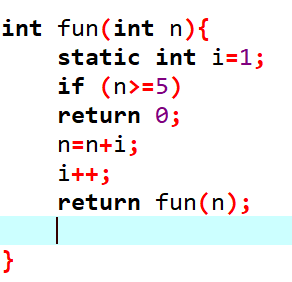 int fun(int n){
static int i=1;
if (n>=5)
return 0;
n=n+i;
i++;
return fun(n);
}